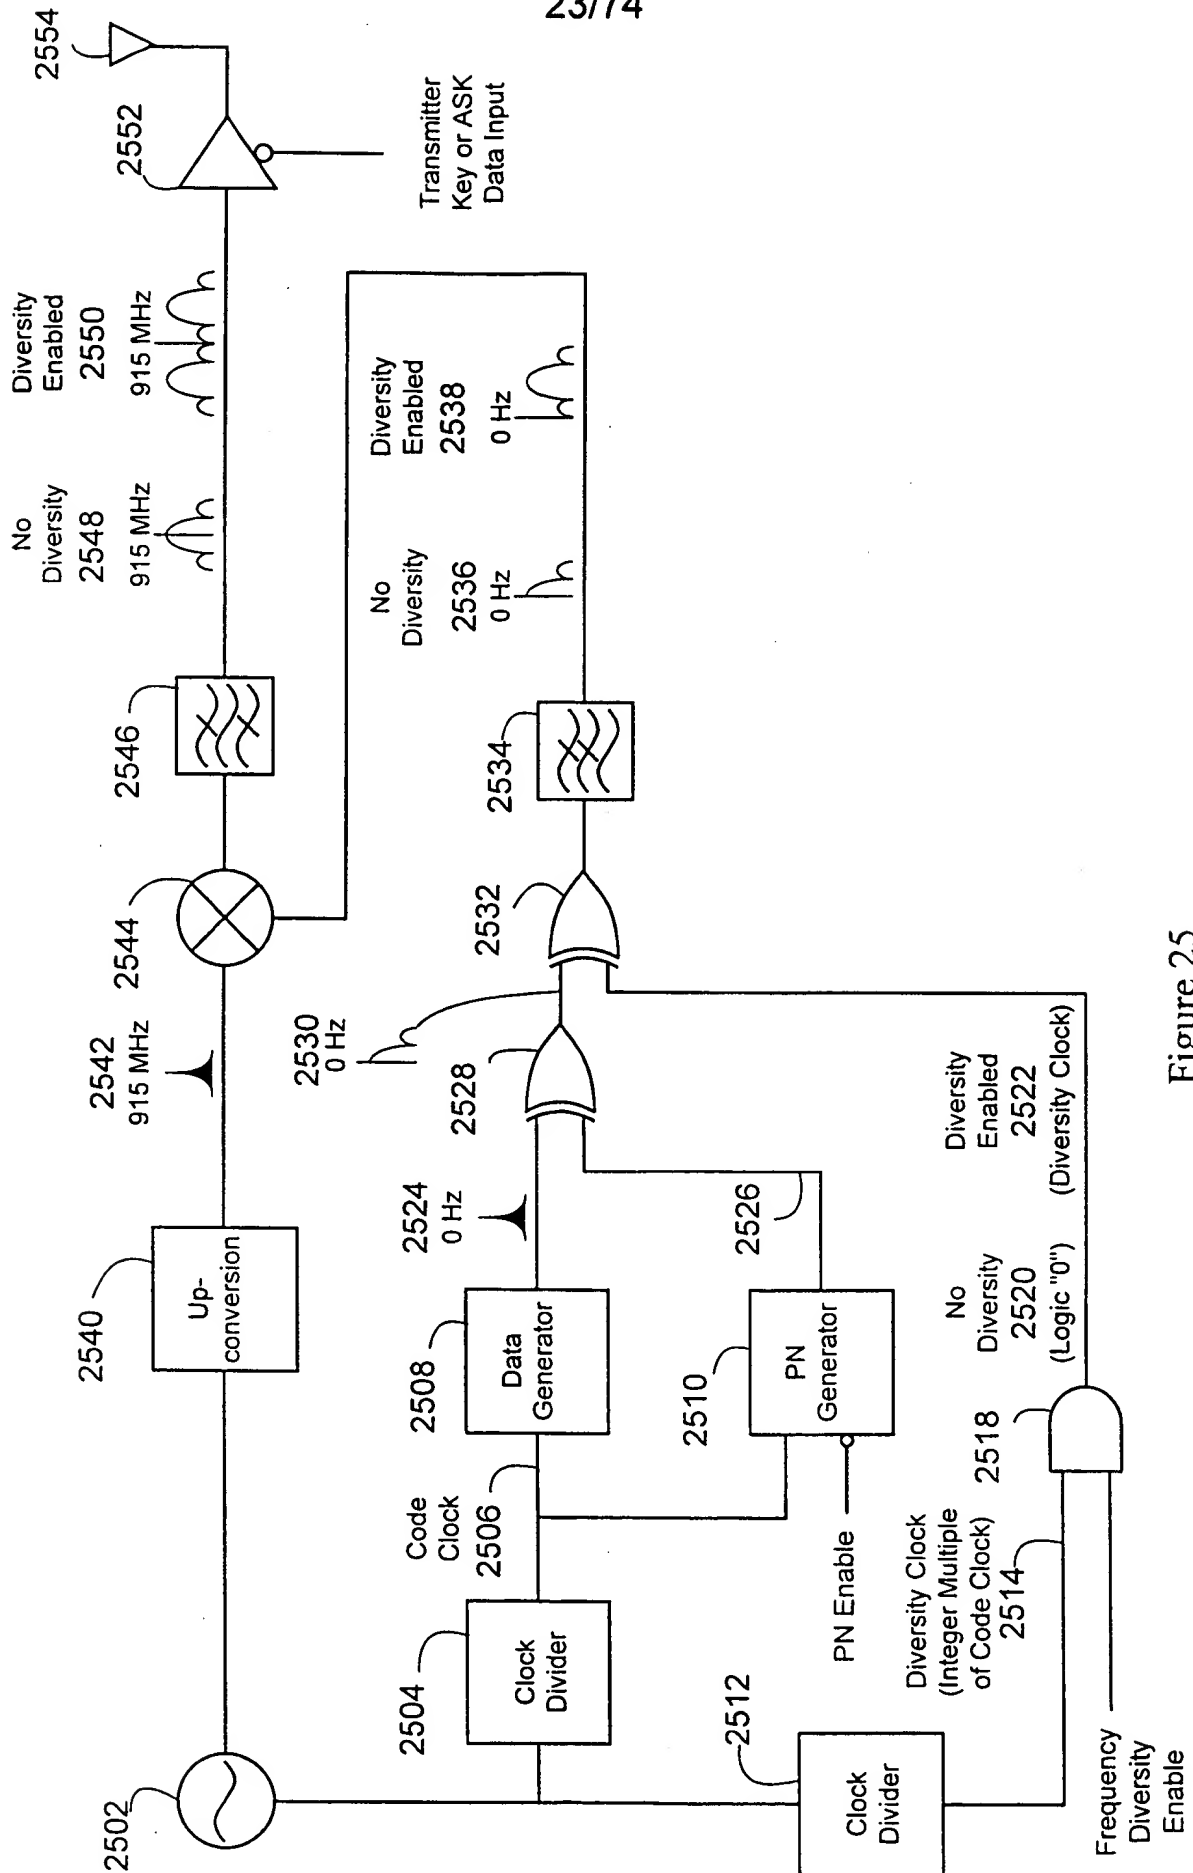 23/74
2502
2540
Up-
conversion
2542
915 MHz
2544
2546
No
Diversity
2548
915 MHz
Diversity
Enabled
2550
915 MHz
2552
2554
Transmitter
Key or ASK
Data Input
2504
Clock
Divider
Code
Clock
2506
2508
Data
Generator
2524
0 Hz
2528
2530
0 Hz
2532
2534
No
Diversity
2536
0 Hz
Diversity
Enabled
2538
0 Hz
PN Enable
2510
PN
Generator
2526
2512
Clock
Divider
Diversity Clock
(Integer Multiple
of Code Clock)
2514
Frequency
Diversity
Enable
2518
No
Diversity
2520
(Logic "0")
Diversity
Enabled
2522
(Diversity Clock)
Figure 25